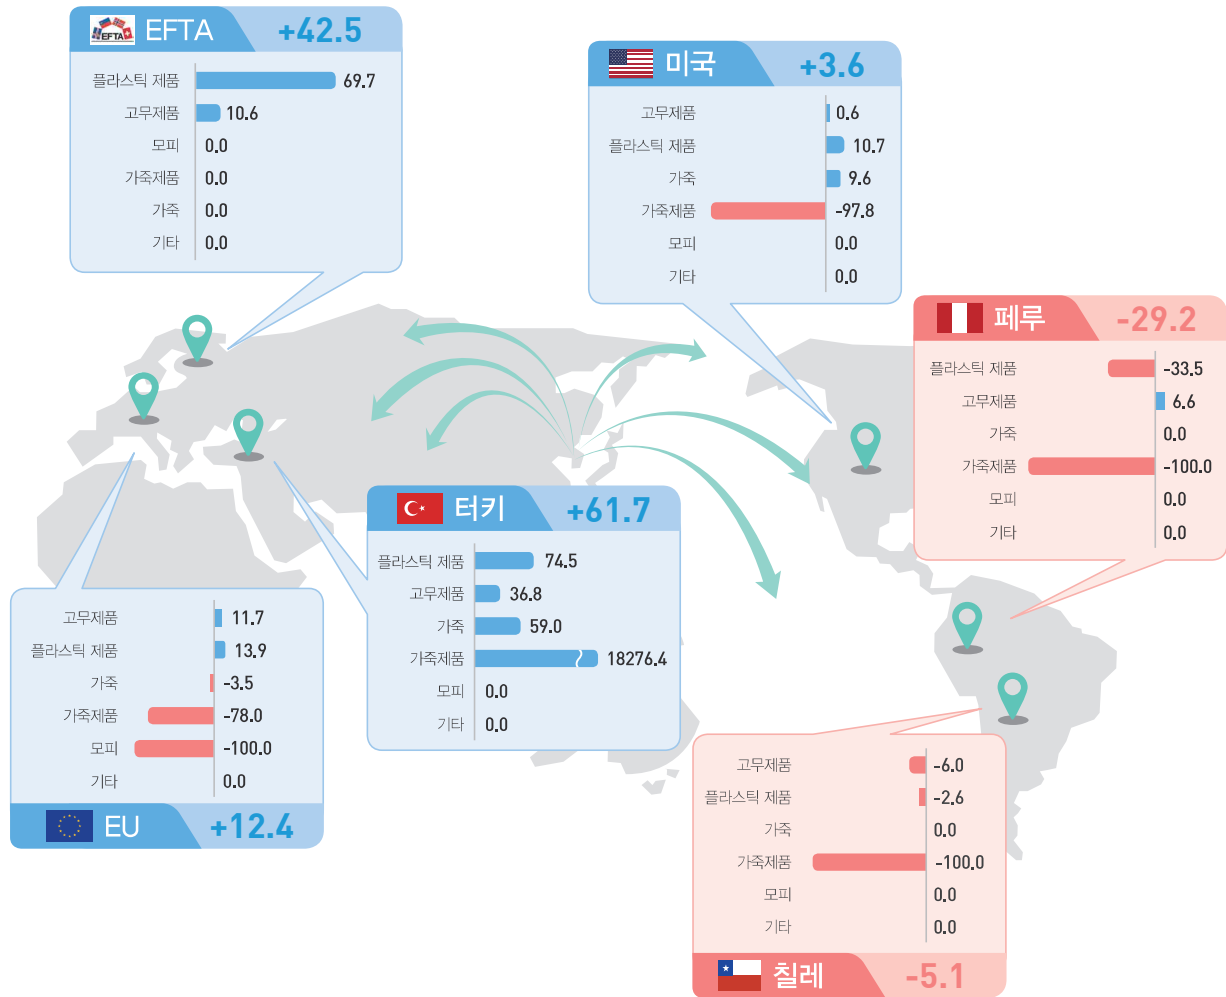 EFTA EFTA +42.5
플라스틱 제품 69.7
고무제품 10.6
모피 0.0
가죽제품 0.0
가죽 0.0
기타 0.0
미국 +3.6
고무제품 0.6
플라스틱 제품 10.7
가죽 9.6
가죽제품 -97.8
모피 0.0
기타 0.0
페루 -29.2
플라스틱 제품 -33.5
고무제품 6.6
가죽 0.0
가죽제품 -100.0
모피 0.0
기타 0.0
터키 +61.7
플라스틱 제품 74.5
고무제품 36.8
가죽 59.0
가죽제품 18276.4
모피 0.0
기타 0.0
고무제품 11.7
플라스틱 제품 13.9
가죽 -3.5
가죽제품 -78.0
모피 -100.0
기타 0.0
EU +12.4
고무제품 -6.0
플라스틱 제품 -2.6
가죽 0.0
가죽제품 -100.0
모피 0.0
기타 0.0
칠레 -5.1